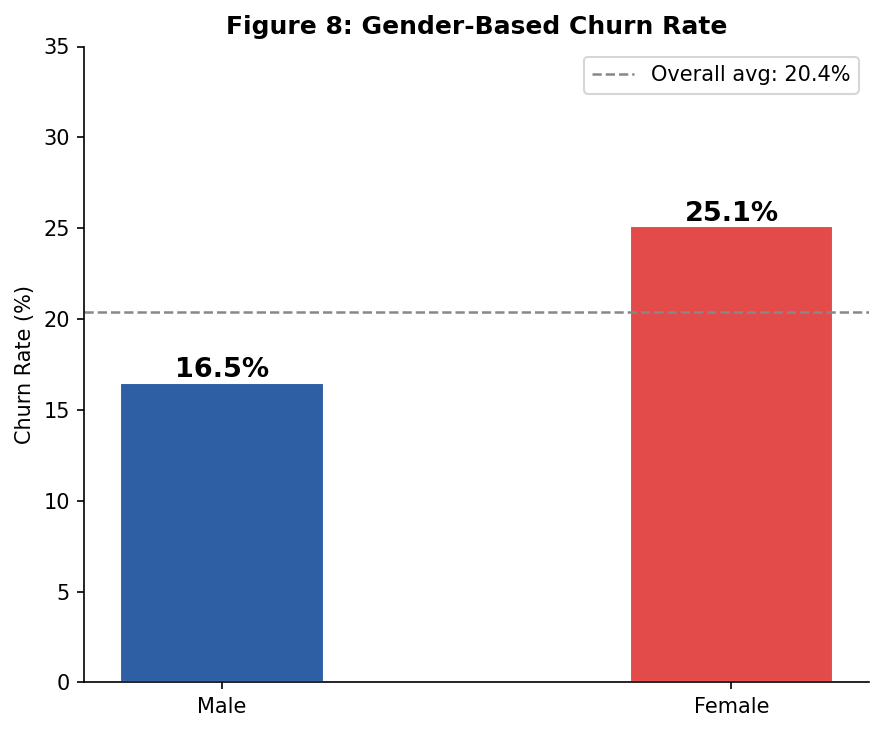 Figure 8: Gender-Based Churn Rate
Overall avg: 20.4%
Churn Rate (%)
35
30
25
20
15
10
5
0
16.5%
25.1%
Male
Female